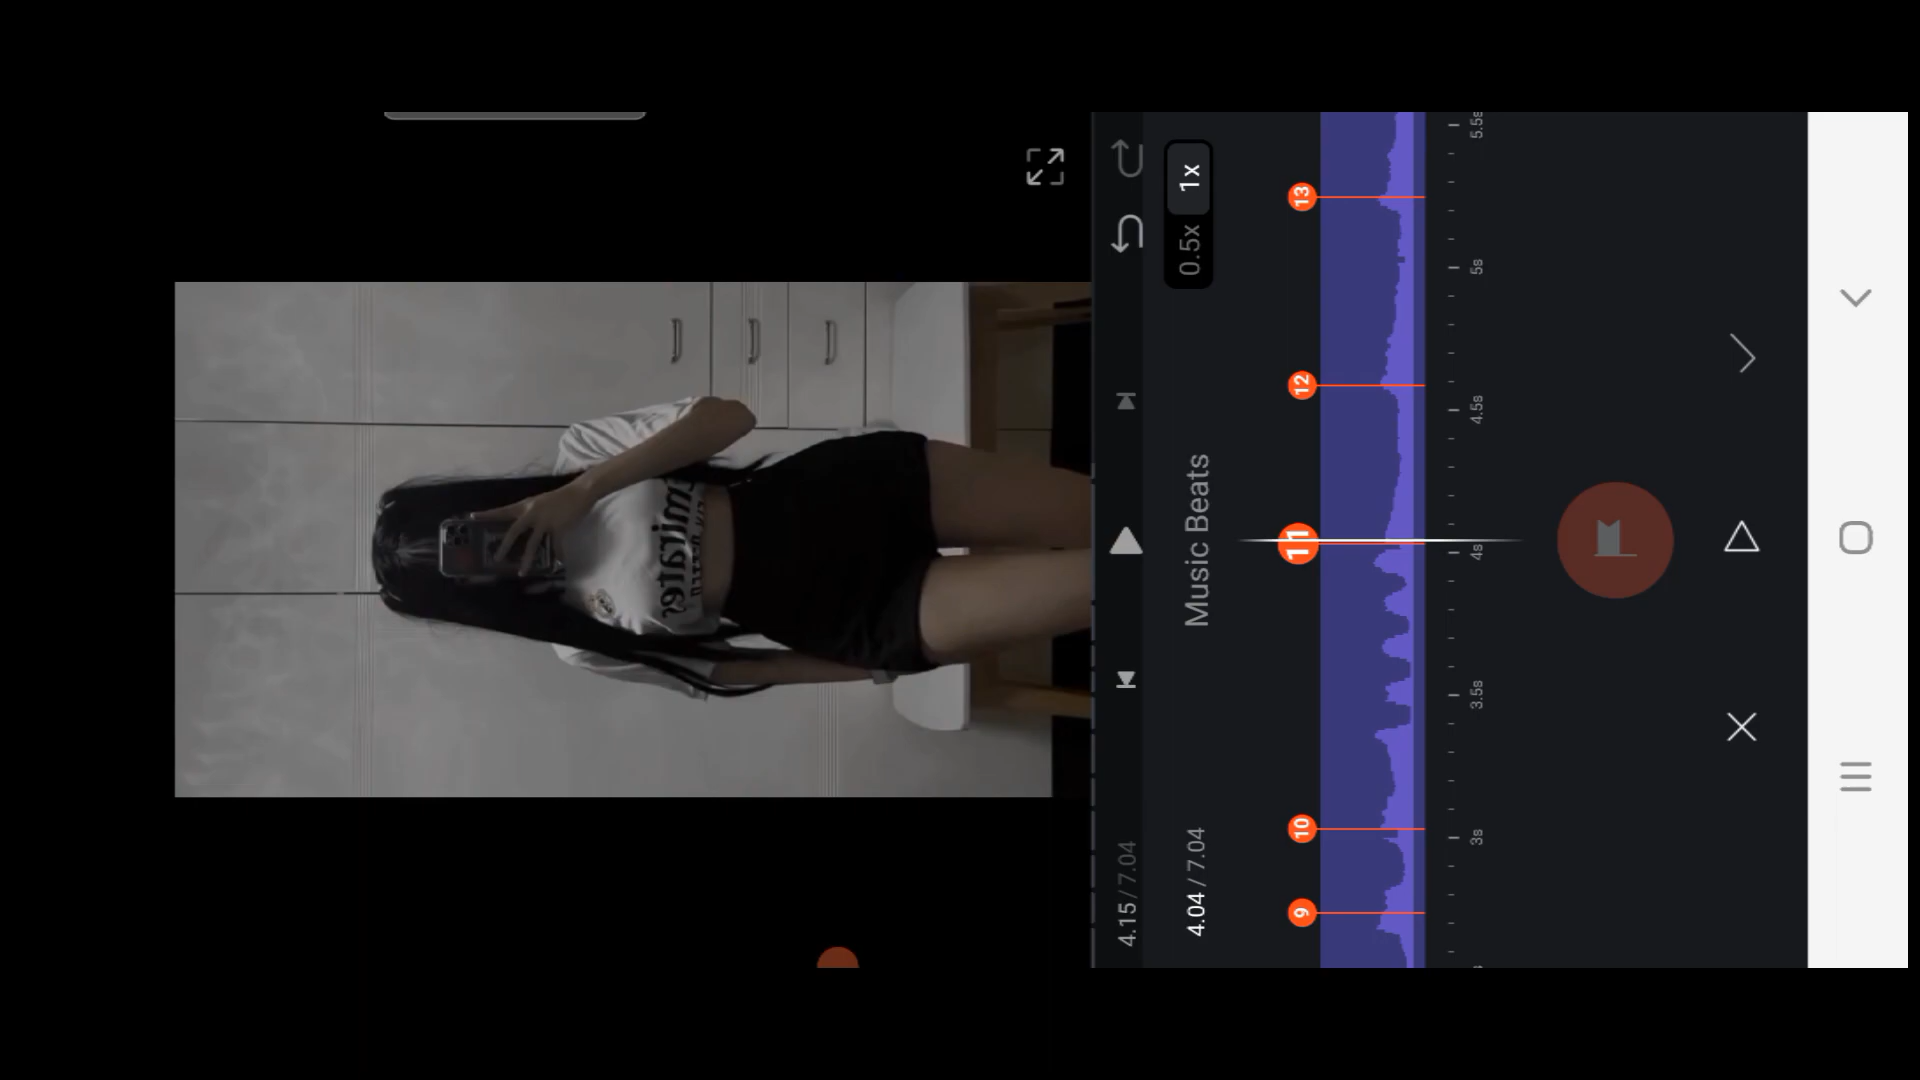 Emirates
4.15 / 7.04
4.04 / 7.04 Music Beats 0.5x 1x
9 10 11 12 13
3s 3.5s 4s 4.5s 5s 5.5s